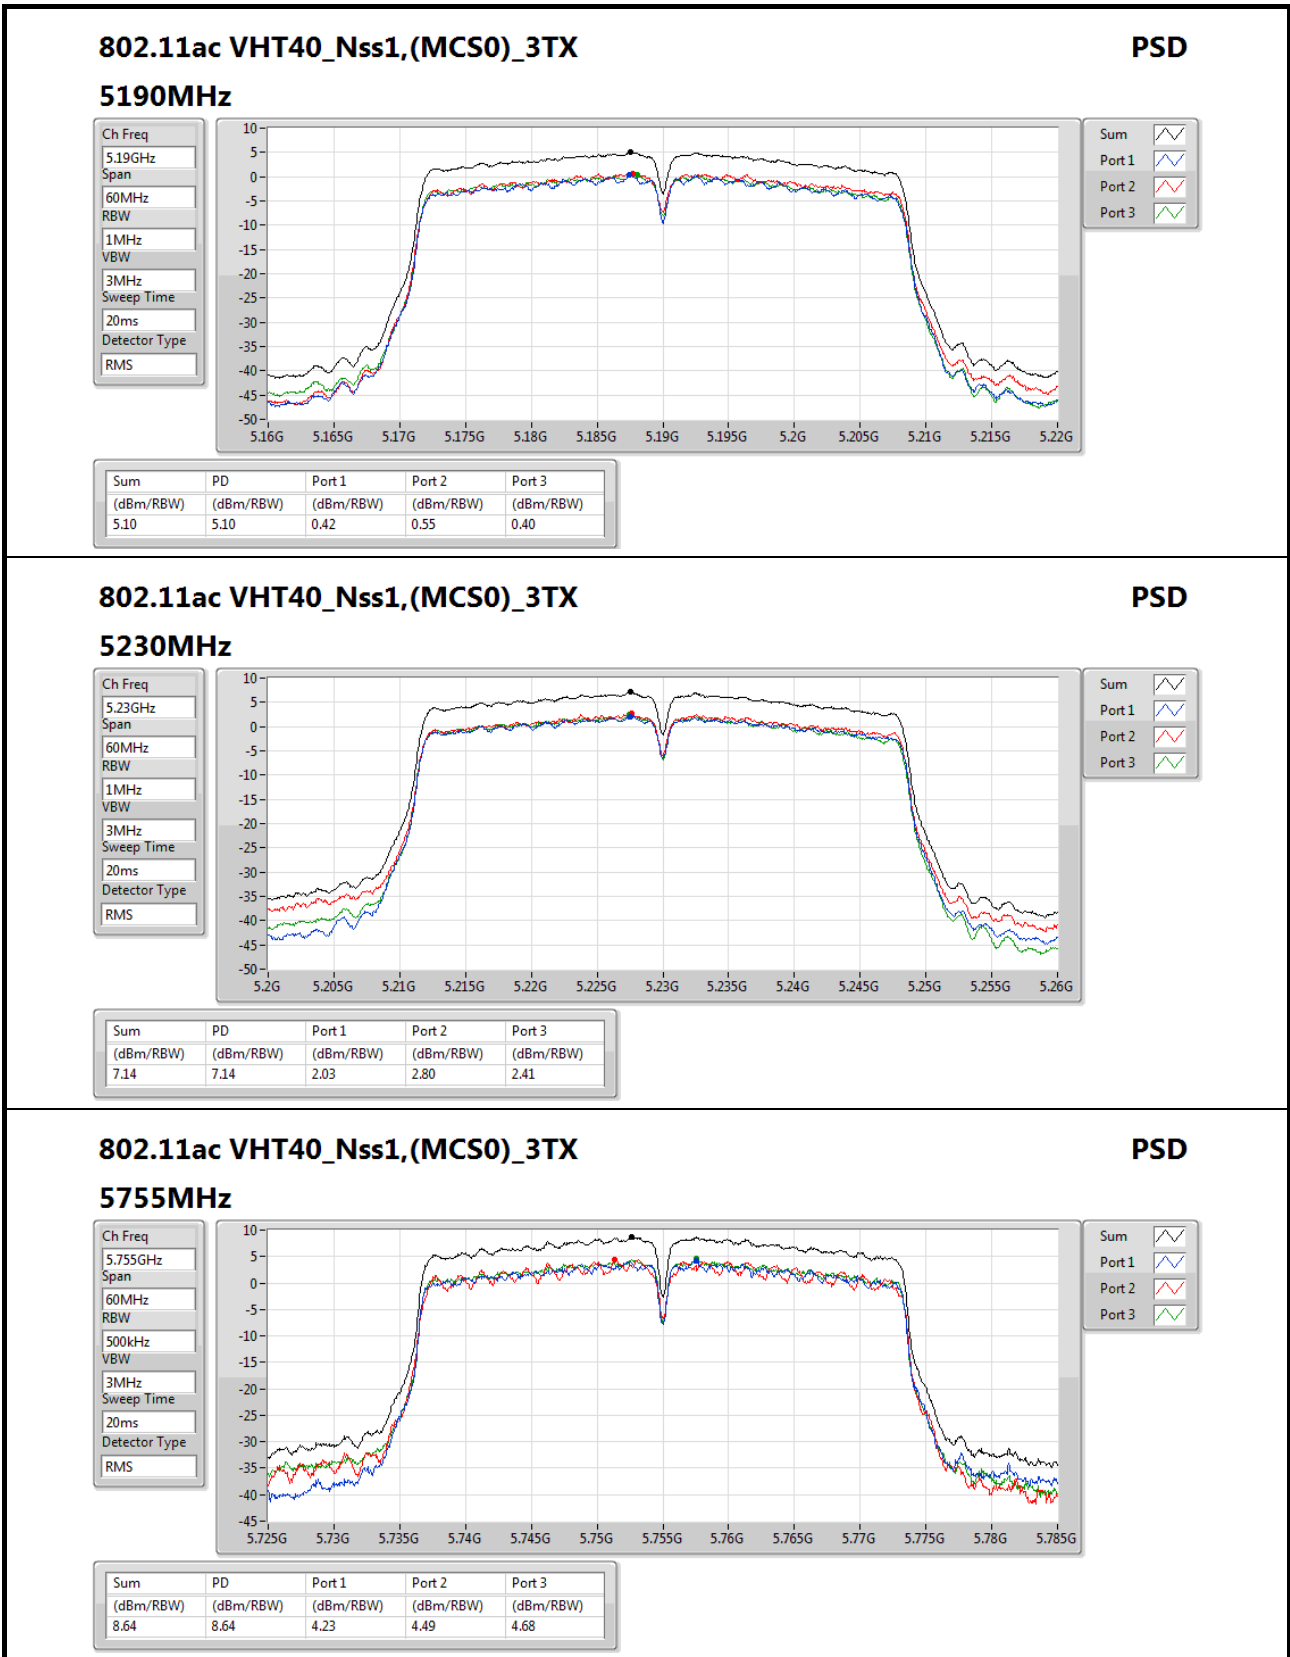 802.11ac VHT40_Nss1,(MCS0)_3TX PSD
5190MHz
Ch Freq
5.19GHz
Span
60MHz
RBW
1MHz
VBW
3MHz
Sweep Time
20ms
Detector Type
RMS
10
5
0
-5
-10
-15
-20
-25
-30
-35
-40
-45
-50
5.16G 5.165G 5.17G 5.175G 5.18G 5.185G 5.19G 5.195G 5.2G 5.205G 5.21G 5.215G 5.22G
Sum
Port 1
Port 2
Port 3
Sum PD Port 1 Port 2 Port 3
(dBm/RBW) (dBm/RBW) (dBm/RBW) (dBm/RBW) (dBm/RBW)
5.10 5.10 0.42 0.55 0.40
802.11ac VHT40_Nss1,(MCS0)_3TX PSD
5230MHz
Ch Freq
5.23GHz
Span
60MHz
RBW
1MHz
VBW
3MHz
Sweep Time
20ms
Detector Type
RMS
10
5
0
-5
-10
-15
-20
-25
-30
-35
-40
-45
-50
5.2G 5.205G 5.21G 5.215G 5.22G 5.225G 5.23G 5.235G 5.24G 5.245G 5.25G 5.255G 5.26G
Sum
Port 1
Port 2
Port 3
Sum PD Port 1 Port 2 Port 3
(dBm/RBW) (dBm/RBW) (dBm/RBW) (dBm/RBW) (dBm/RBW)
7.14 7.14 2.03 2.80 2.41
802.11ac VHT40_Nss1,(MCS0)_3TX PSD
5755MHz
Ch Freq
5.755GHz
Span
60MHz
RBW
500kHz
VBW
3MHz
Sweep Time
20ms
Detector Type
RMS
10
5
0
-5
-10
-15
-20
-25
-30
-35
-40
-45
5.725G 5.73G 5.735G 5.74G 5.745G 5.75G 5.755G 5.76G 5.765G 5.77G 5.775G 5.78G 5.785G
Sum
Port 1
Port 2
Port 3
Sum PD Port 1 Port 2 Port 3
(dBm/RBW) (dBm/RBW) (dBm/RBW) (dBm/RBW) (dBm/RBW)
8.64 8.64 4.23 4.49 4.68